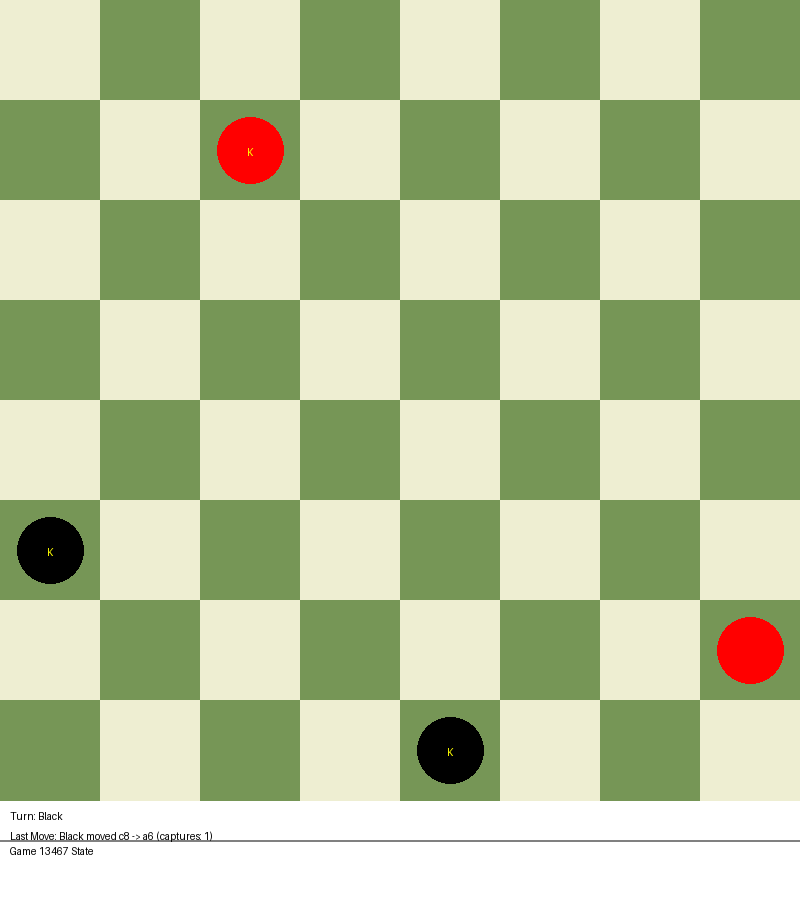 K
K
K
Turn: Black
Last Move: Black moved c8 -> a6 (captures: 1)
Game 13467 State